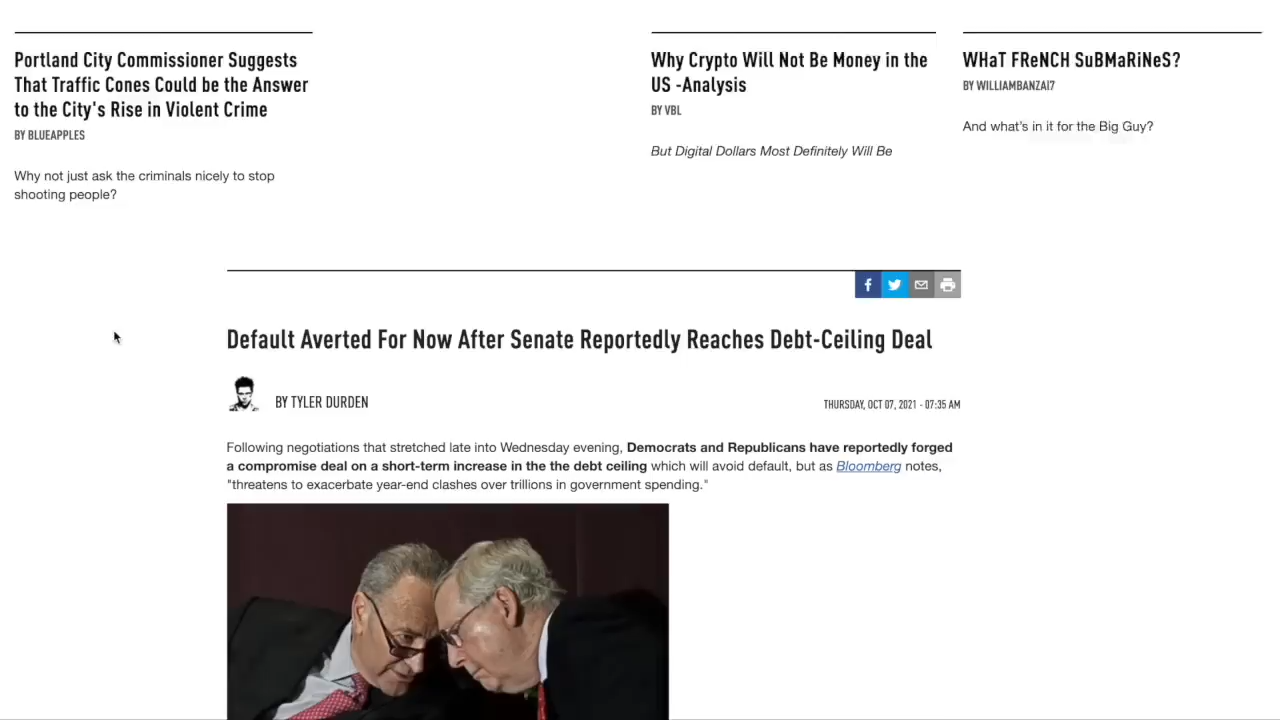 Portland City Commissioner Suggests
That Traffic Cones Could be the Answer
to the City's Rise in Violent Crime
BY BLUEAPPLES
Why not just ask the criminals nicely to stop
shooting people?
Why Crypto Will Not Be Money in the
US -Analysis
BY VBL
But Digital Dollars Most Definitely Will Be
WHaT FReNCH SuBMaRiNeS?
BY WILLIAMBANZAI7
And what's in it for the Big Guy?
Default Averted For Now After Senate Reportedly Reaches Debt-Ceiling Deal
BY TYLER DURDEN
THURSDAY, OCT 07, 2021 - 07:35 AM
Following negotiations that stretched late into Wednesday evening, Democrats and Republicans have reportedly forged
a compromise deal on a short-term increase in the the debt ceiling which will avoid default, but as Bloomberg notes,
"threatens to exacerbate year-end clashes over trillions in government spending."